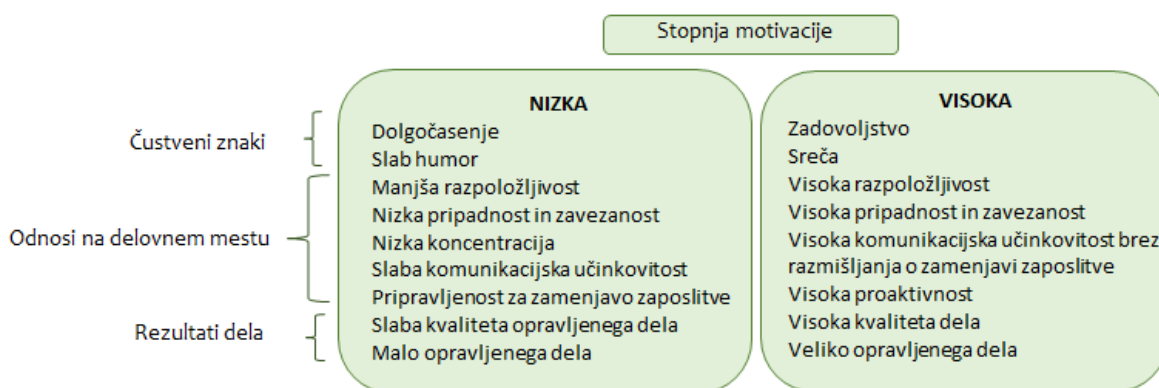 Stopnja motivacije
Čustveni znaki
Odnosi na delovnem mestu
Rezultati dela
NIZKA
Dolgočasenje
Slab humor
Manjša razpoložljivost
Nizka pripadnost in zavezanost
Nizka koncentracija
Slaba komunikacijska učinkovitost
Pripravljenost za zamenjavo zaposlitve
Slaba kvaliteta opravljenega dela
Malo opravljenega dela
VISOKA
Zadovoljstvo
Sreča
Visoka razpoložljivost
Visoka pripadnost in zavezanost
Visoka komunikacijska učinkovitost brez
razmišljanja o zamenjavi zaposlitve
Visoka proaktivnost
Visoka kvaliteta dela
Veliko opravljenega dela